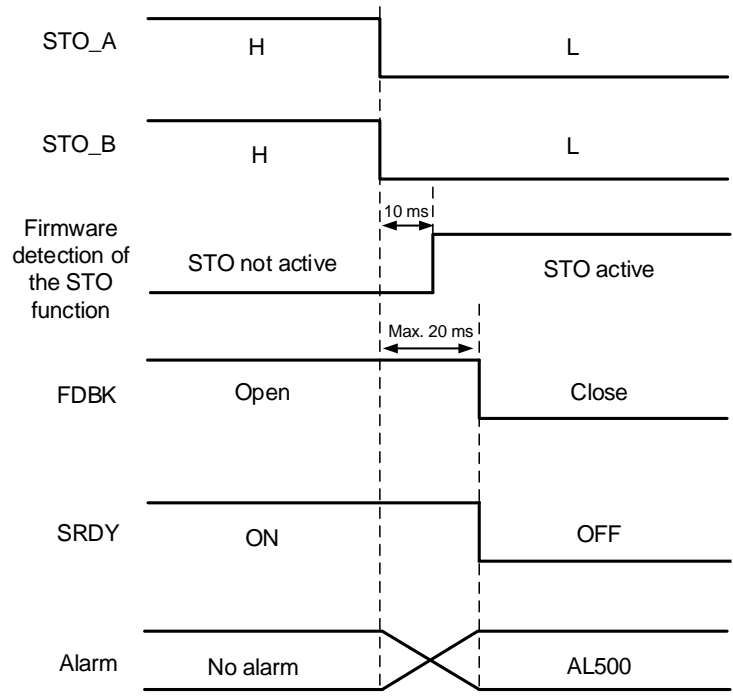 STO_A
H
L
STO_B
H
L
10 ms
Firmware
detection of
the STO
function
STO not active
STO active
Max. 20 ms
FDBK
Open
Close
SRDY
ON
OFF
Alarm
No alarm
AL500